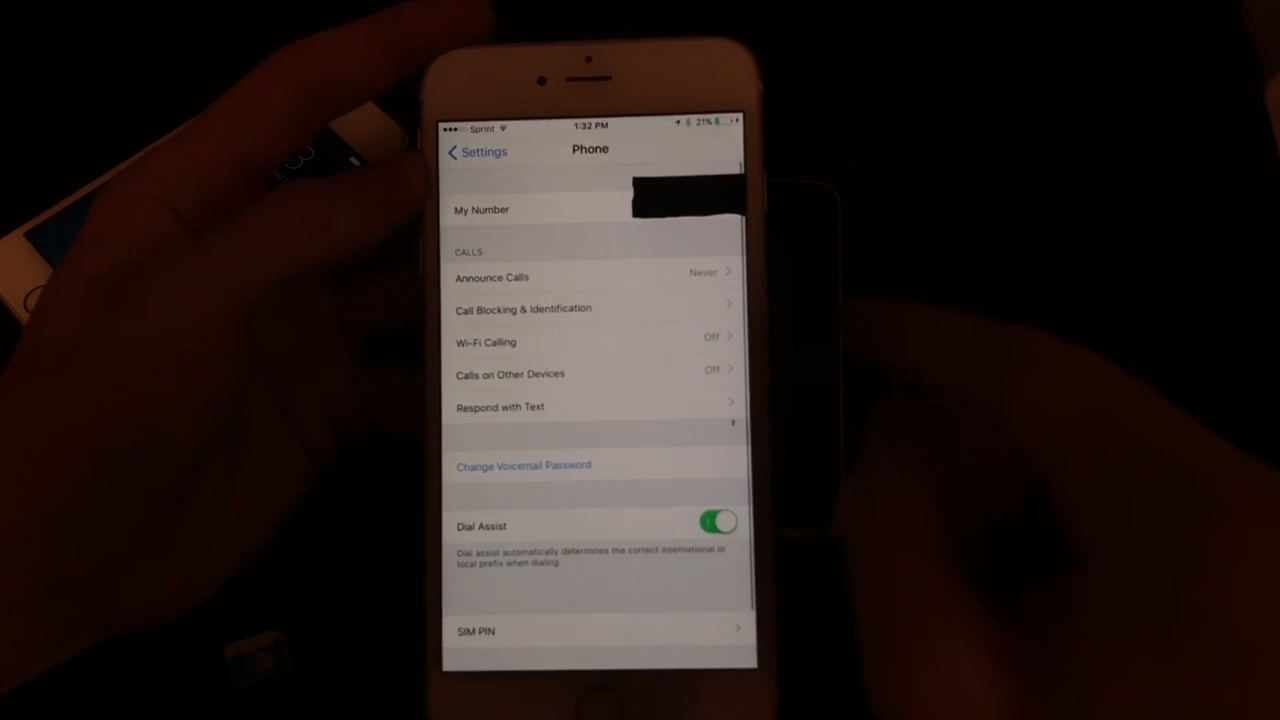 Sprint 1:32 PM 21%
Settings Phone
My Number
CALLS
Announce Calls Never
Call Blocking & Identification
Wi-Fi Calling Off
Calls on Other Devices Off
Respond with Text
Change Voicemail Password
Dial Assist
Dial assist automatically determines the correct international or
local prefix when dialing.
SIM PIN